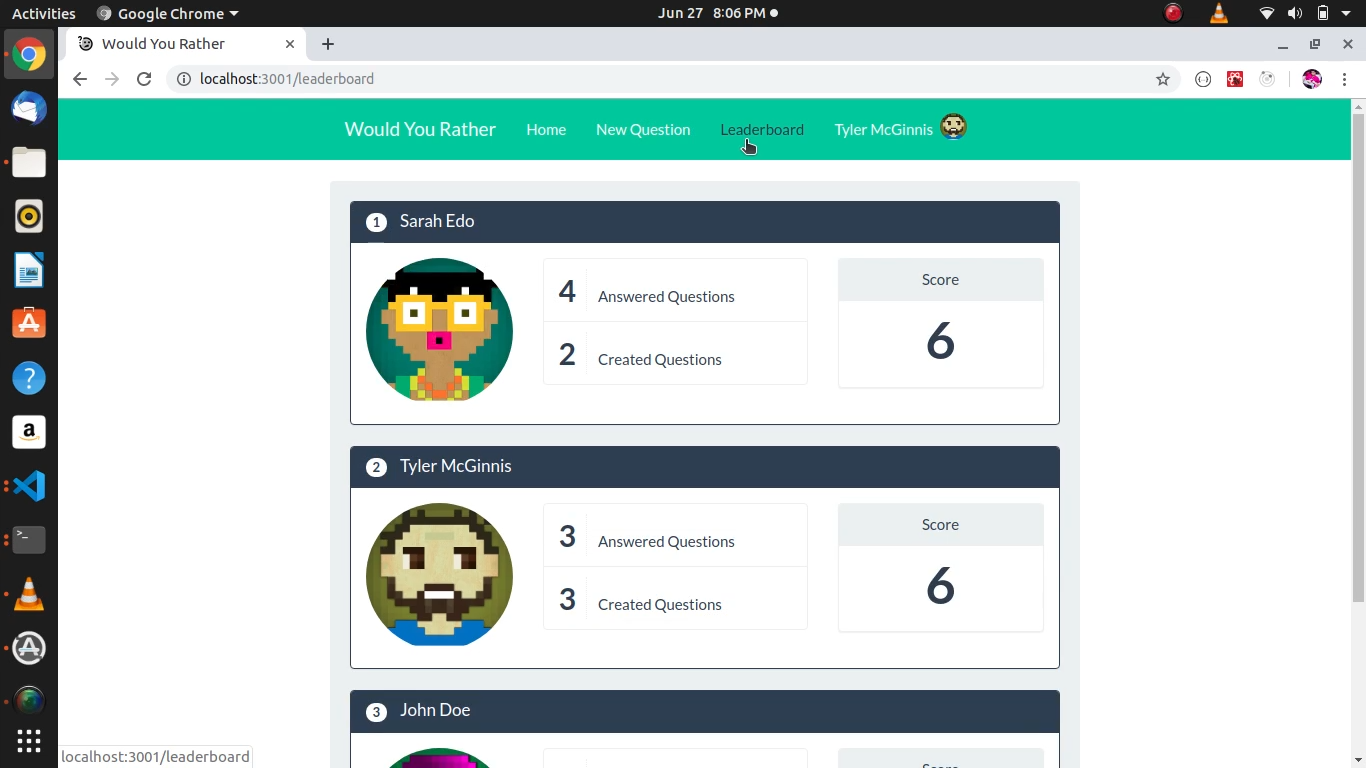 Activities Google Chrome Jun 27 8:06 PM
Would You Rather
localhost:3001/leaderboard
Would You Rather Home New Question Leaderboard Tyler McGinnis
1 Sarah Edo
4 Answered Questions
2 Created Questions
Score
6
2 Tyler McGinnis
3 Answered Questions
3 Created Questions
Score
6
3 John Doe
localhost:3001/leaderboard